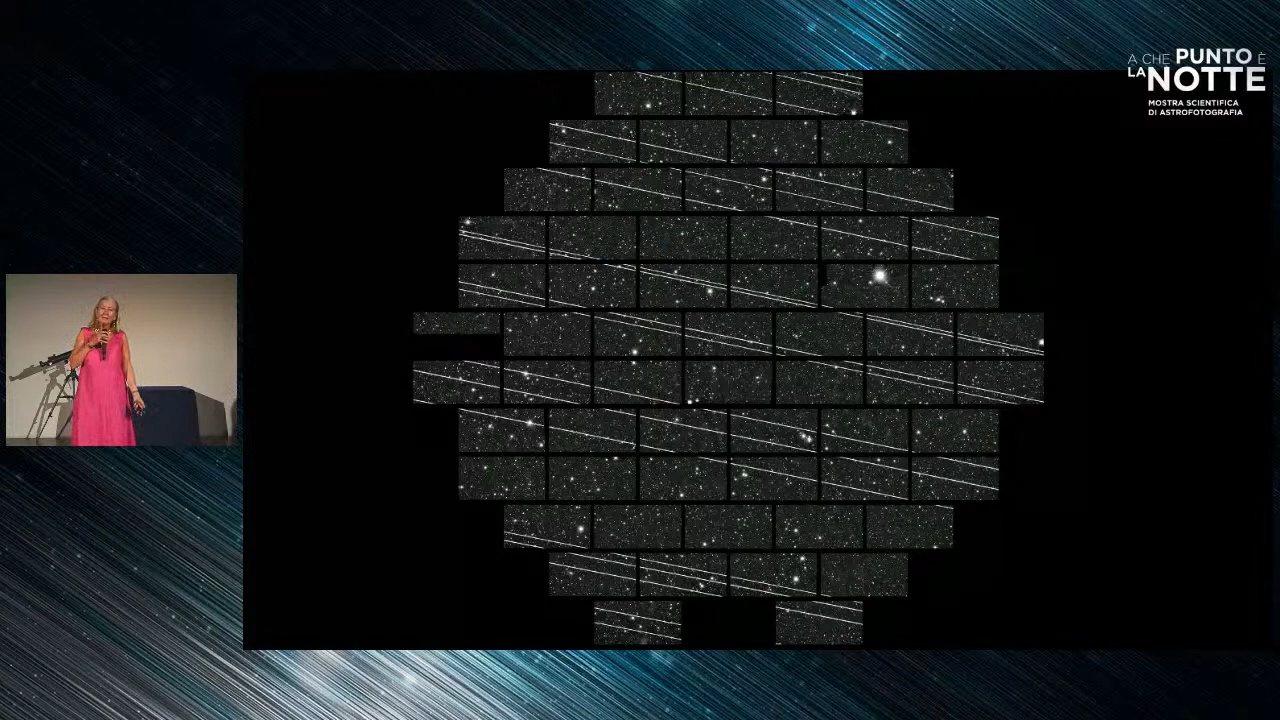 A CHE PUNTO È
LA NOTTE
MOSTRA SCIENTIFICA
DI ASTROFOTOGRAFIA